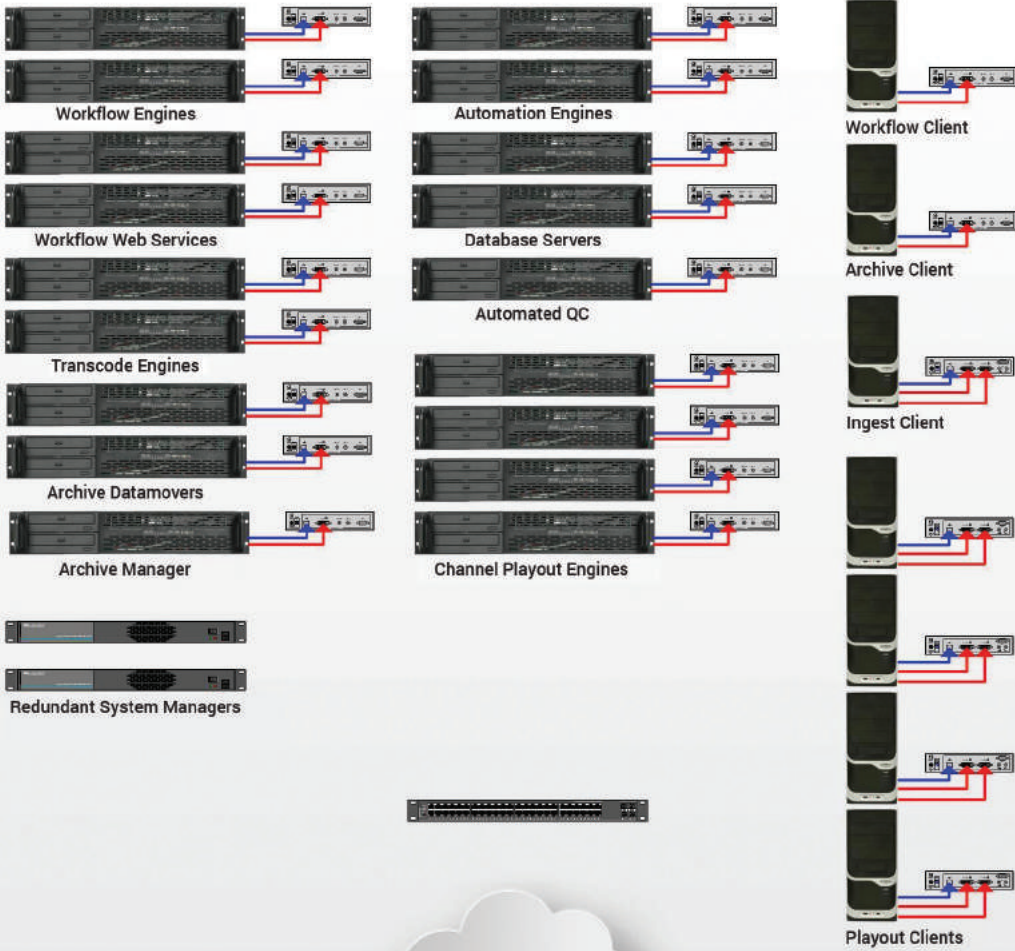 Workflow Engines
Workflow Web Services
Transcode Engines
Archive Datamovers
Archive Manager
Redundant System Managers
Automation Engines
Database Servers
Automated QC
Channel Playout Engines
Workflow Client
Archive Client
Ingest Client
Playout Clients